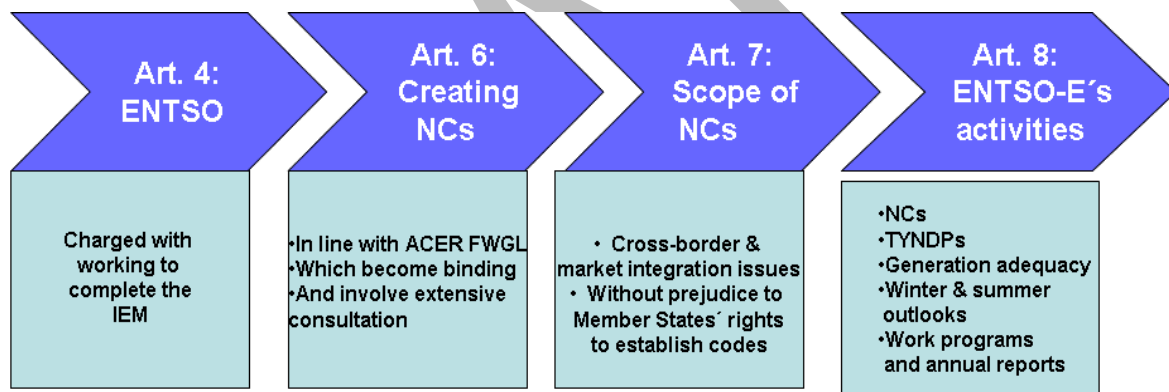 Art. 4:
ENTSO
Charged with
working to
complete the
IEM
Art. 6:
Creating
NCs
•In line with ACER FWGL
•Which become binding
•And involve extensive
consultation
Art. 7:
Scope of
NCs
• Cross-border &
market integration issues
• Without prejudice to
Member States´ rights
to establish codes
Art. 8:
ENTSO-E´s
activities
•NCs
•TYNDPs
•Generation adequacy
•Winter & summer
outlooks
•Work programs
and annual reports